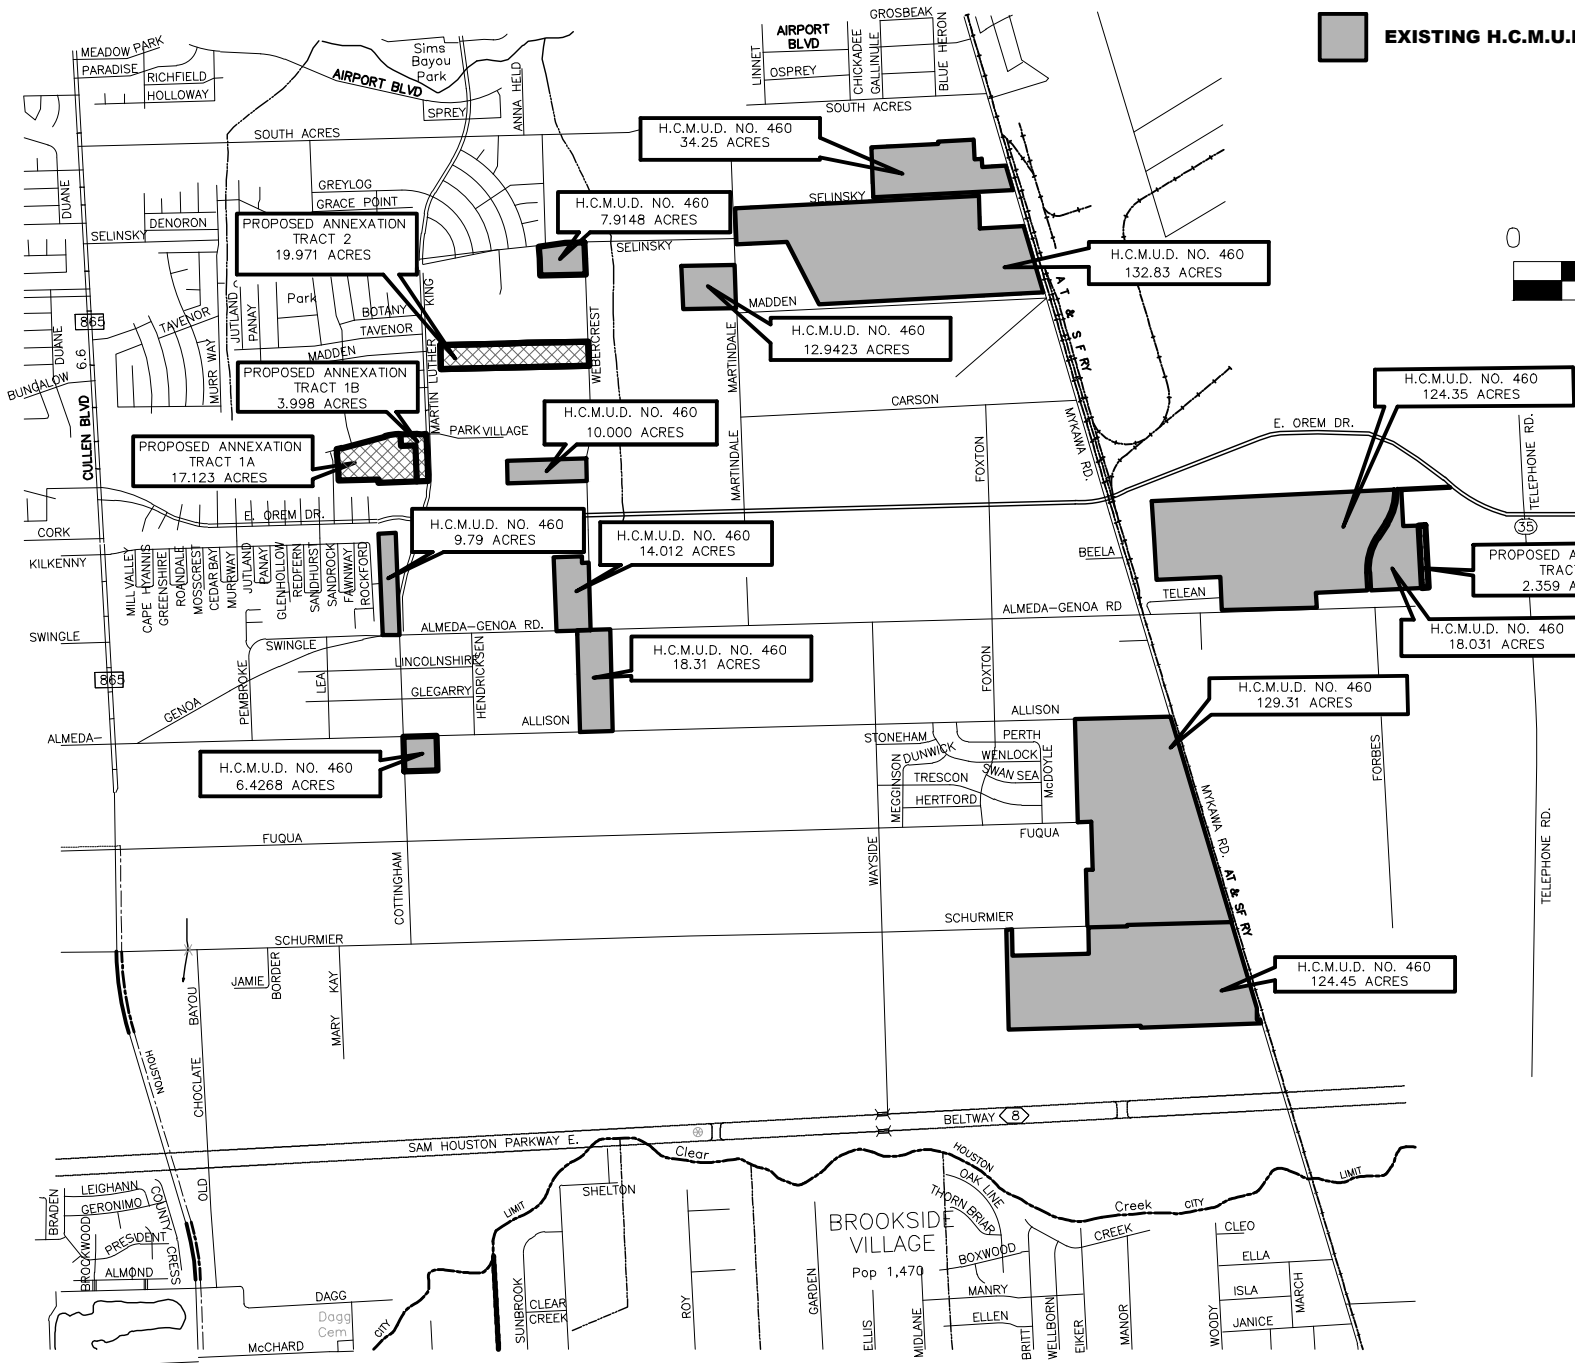 EXISTING H.C.M.U.
MEADOW PARK
PARADISE
RICHFIELD
HOLLOWAY
Sims
Bayou
Park
AIRPORT BLVD
SPREY
ANNA HELD
SOUTH ACRES
LINNET
AIRPORT
BLVD
OSPREY
CHICKADEE
GALLINULE
GROSBEAK
BLUE HERON
SOUTH ACRES
H.C.M.U.D. NO. 460
34.25 ACRES
DUANE
DENORON
SELINSKY
GREYLOG
GRACE POINT
PROPOSED ANNEXATION
TRACT 2
19.971 ACRES
H.C.M.U.D. NO. 460
7.9148 ACRES
SELINSKY
SELINSKY
H.C.M.U.D. NO. 460
132.83 ACRES
0
865
DUANE
6.6
BUNGALOW
CULLEN BLVD
TAVENOR
MURR WAY
JUTLAND
PANAY
Park
BOTANY
TAVENOR
MADDEN
MARTIN LUTHER KING
WEBERCREST
MADDEN
MARTINDALE
H.C.M.U.D. NO. 460
12.9423 ACRES
AT & SF RY
PROPOSED ANNEXATION
TRACT 1B
3.998 ACRES
PROPOSED ANNEXATION
TRACT 1A
17.123 ACRES
PARK VILLAGE
H.C.M.U.D. NO. 460
10.000 ACRES
MARTINDALE
CARSON
FOXTON
MYKAWA RD.
E. OREM DR.
H.C.M.U.D. NO. 460
124.35 ACRES
TELEPHONE RD.
35
CORK
KILKENNY
E. OREM DR.
MILL VALLEY
CAPE HYANNIS
GREENSHIRE
ROANDALE
MOSSCREST
CEDAR BAY
MURRWAY
JUTLAND
PANAY
GLENHOLLOW
REDFERN
SANDHURST
SANDROCK
FAWNWAY
ROCKFORD
H.C.M.U.D. NO. 460
9.79 ACRES
H.C.M.U.D. NO. 460
14.012 ACRES
BEELA
TELEAN
ALMEDA-GENOA RD
PROPOSED A
TRAC
2.359 A
H.C.M.U.D. NO. 460
18.031 ACRES
SWINGLE
SWINGLE
ALMEDA-GENOA RD.
LINCOLNSHIRE
GLEGARRY
HENDRICKSEN
LEA
PEMBROKE
GENOA
ALMEDA-
865
ALLISON
H.C.M.U.D. NO. 460
18.31 ACRES
FOXTON
ALLISON
H.C.M.U.D. NO. 460
129.31 ACRES
H.C.M.U.D. NO. 460
6.4268 ACRES
STONEHAM
DUNWICK
PERTH
WENLOCK
SWAN SEA
McDOYLE
MEGGINSON
TRESCON
HERTFORD
FORBES
FUQUA
FUQUA
WAYSIDE
COTTINGHAM
MYKAWA RD.
AT & SF RY
TELEPHONE RD.
SCHURMIER
SCHURMIER
JAMIE
BORDER
MARY KAY
H.C.M.U.D. NO. 460
124.45 ACRES
HOUSTON
OLD CHOCLATE BAYOU
SAM HOUSTON PARKWAY E.
BELTWAY 8
Clear
HOUSTON
Creek
CITY
LIMIT
BRADEN
LEIGHANN
GERONIMO
COUNTY CRESS
BROCKWOOD
PRESIDENT
ALMOND
DAGG
Dagg
Cem
McCHARD
CITY
LIMIT
SHELTON
SUNBROOK
CLEAR
CREEK
ROY
GARDEN
BROOKSIDE
VILLAGE
Pop 1,470
OAK LINE
THORN BRIAR
BOXWOOD
MANRY
ELLEN
ELLIS
MIDLANE
BRITT
WELLBORN
EIKER
MANOR
CREEK
CLEO
ELLA
ISLA
JANICE
WOODY
MARCH